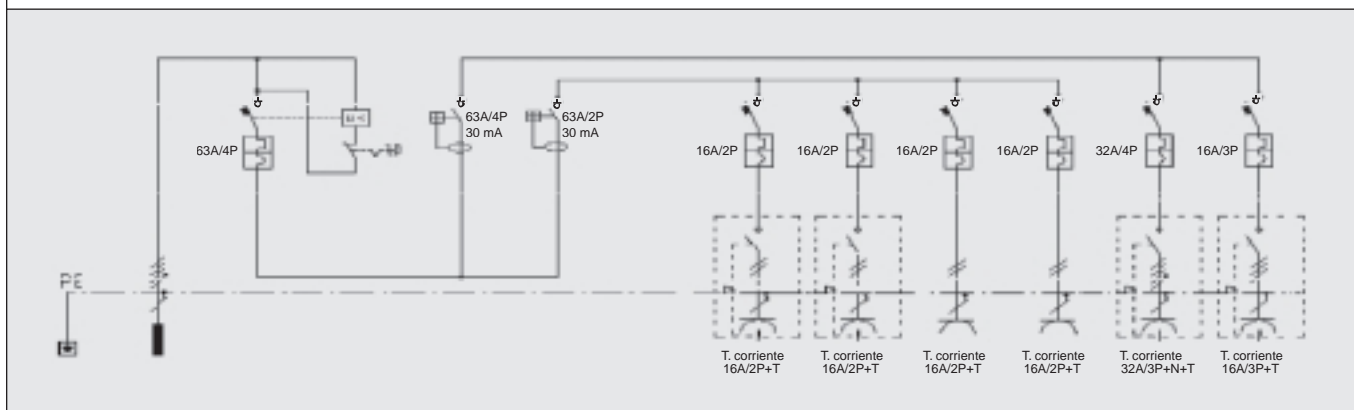 63A/4P
63A/4P
30 mA
63A/2P
30 mA
16A/2P
16A/2P
16A/2P
16A/2P
32A/4P
16A/3P
PE
T. corriente
16A/2P+T
T. corriente
16A/2P+T
T. corriente
16A/2P+T
T. corriente
16A/2P+T
T. corriente
32A/3P+N+T
T. corriente
16A/3P+T